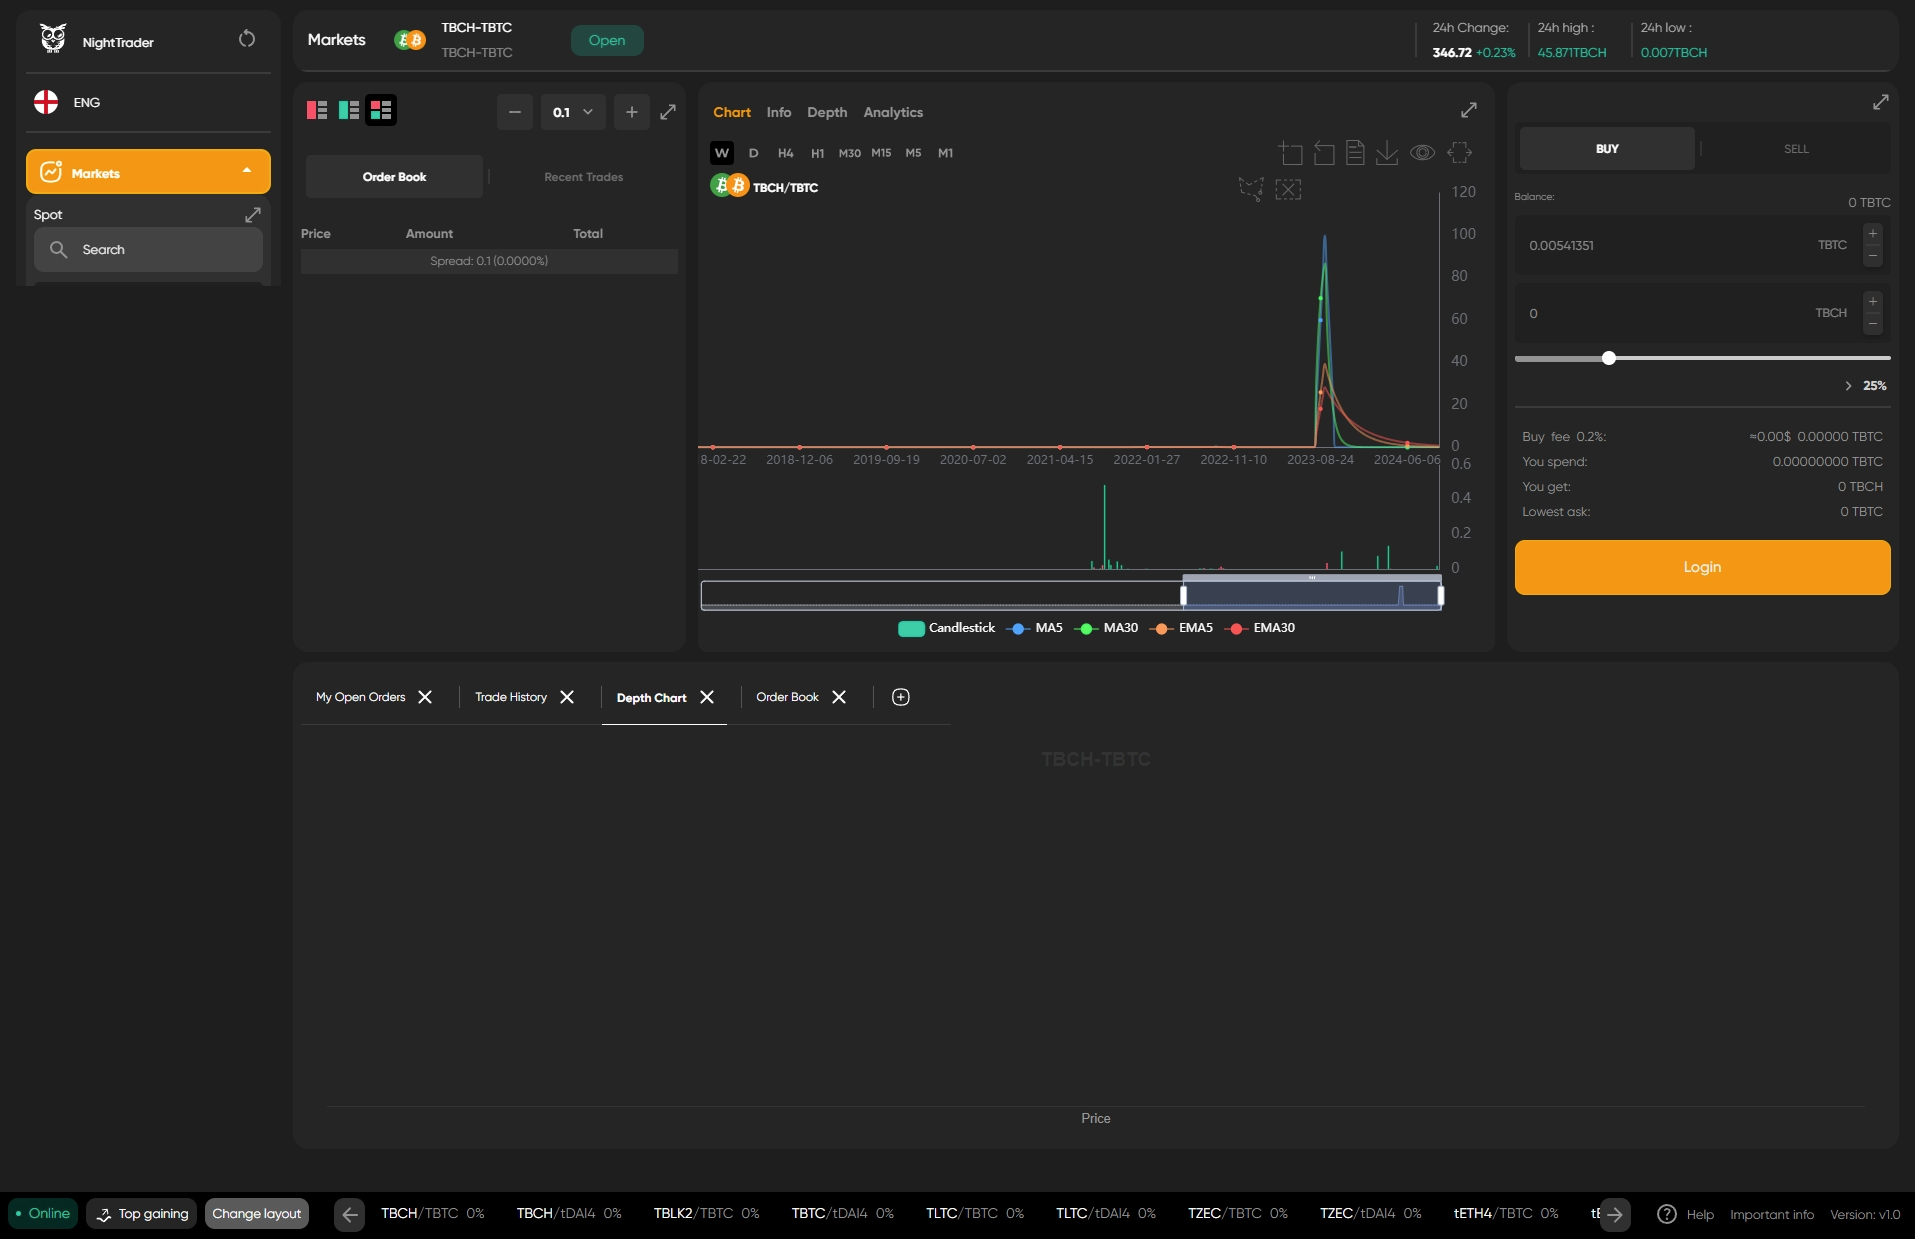 NightTrader
ENG
Markets
Spot
Search
Markets
TBCH-TBTC
TBCH-TBTC
Open
24h Change:
346.72 +0.23%
24h high :
45.871TBCH
24h low :
0.007TBCH
0.1
Order Book
Recent Trades
Price Amount Total
Spread: 0.1 (0.0000%)
Chart Info Depth Analytics
W D H4 H1 M30 M15 M5 M1
TBCH/TBTC
120
100
80
60
40
20
0
8-02-22 2018-12-06 2019-09-19 2020-07-02 2021-04-15 2022-01-27 2022-11-10 2023-08-24 2024-06-06
0.6
0.4
0.2
0
Candlestick MA5 MA30 EMA5 EMA30
BUY
SELL
Balance:
0 TBTC
0.00541351 TBTC
0 TBCH
25%
Buy fee 0.2%: ≈0.00$ 0.00000 TBTC
You spend: 0.00000000 TBTC
You get: 0 TBCH
Lowest ask: 0 TBTC
Login
My Open Orders
Trade History
Depth Chart
Order Book
TBCH-TBTC
Price
Online
Top gaining
Change layout
TBCH/TBTC 0%
TBCH/tDAI4 0%
TBLK2/TBTC 0%
TBTC/tDAI4 0%
TLTC/TBTC 0%
TLTC/tDAI4 0%
TZEC/TBTC 0%
TZEC/tDAI4 0%
tETH4/TBTC 0%
Help
Important info
Version: v1.0